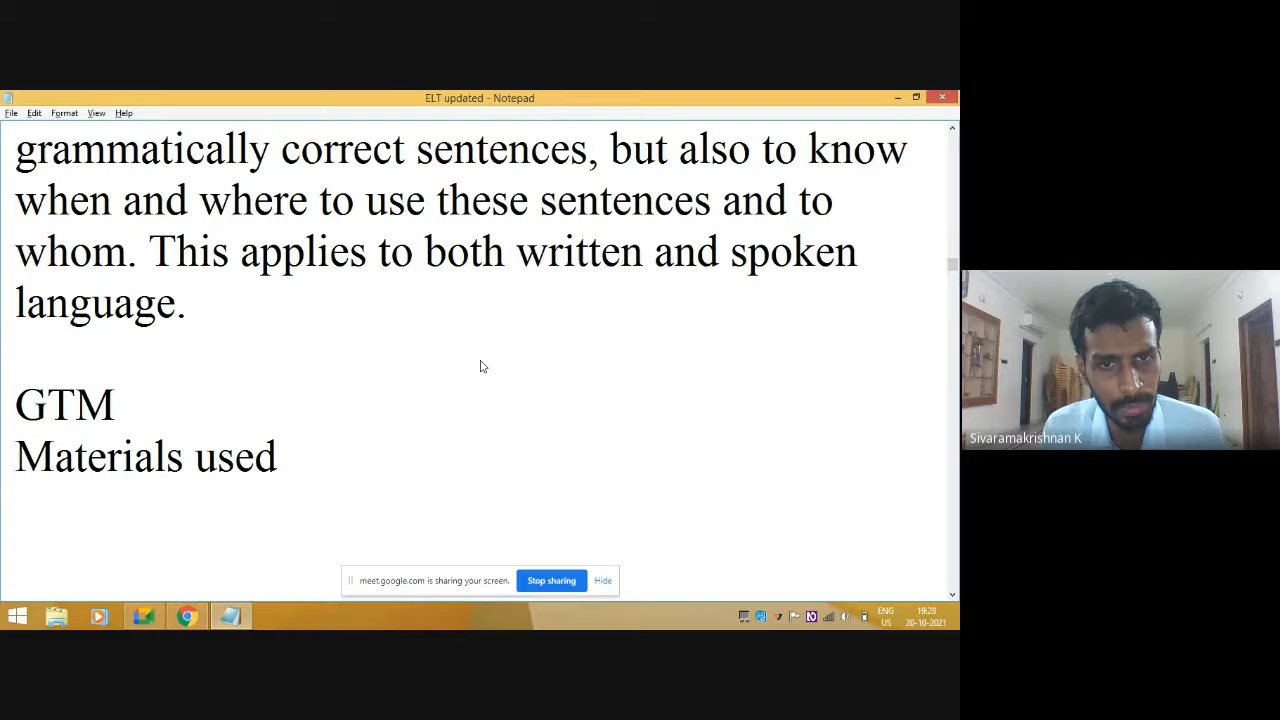 ELT updated - Notepad
File Edit Format View Help
grammatically correct sentences, but also to know
when and where to use these sentences and to
whom. This applies to both written and spoken
language.
GTM
Materials used
Sivaramakrishnan K
meet.google.com is sharing your screen. Stop sharing Hide
ENG 19:28
US 20-10-2021